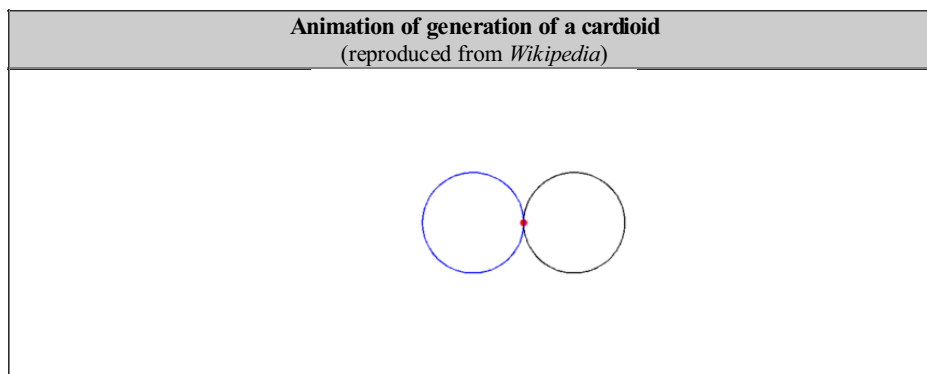 Animation of generation of a cardioid
(reproduced from Wikipedia)